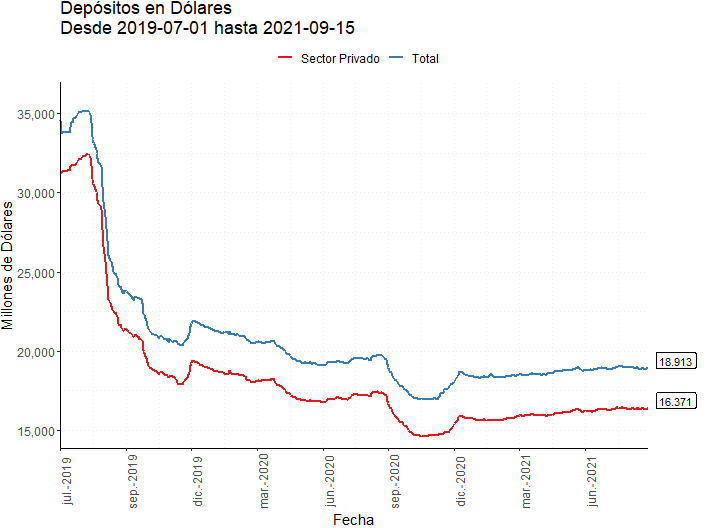 Depósitos en Dólares
Desde 2019-07-01 hasta 2021-09-15
Sector Privado
Total
Millones de Dólares
35,000
30,000
25,000
20,000
15,000
18.913
16.371
jul.-2019
sep.-2019
dic.-2019
mar.-2020
jun.-2020
sep.-2020
dic.-2020
mar.-2021
jun.-2021
Fecha